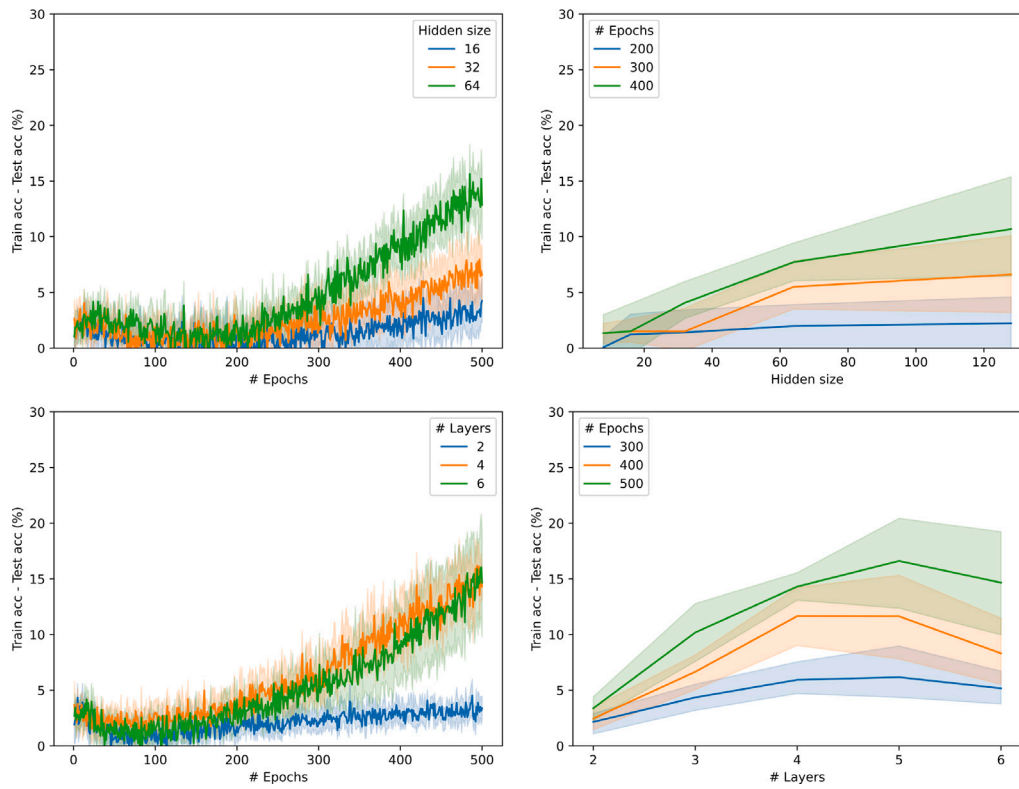 Train acc - Test acc (%)
30
25
20
15
10
5
0
Hidden size
16
32
64
0 100 200 300 400 500
# Epochs
Train acc - Test acc (%)
30
25
20
15
10
5
0
# Epochs
200
300
400
20 40 60 80 100 120
Hidden size
Train acc - Test acc (%)
30
25
20
15
10
5
0
# Layers
2
4
6
0 100 200 300 400 500
# Epochs
Train acc - Test acc (%)
30
25
20
15
10
5
0
# Epochs
300
400
500
2 3 4 5 6
# Layers